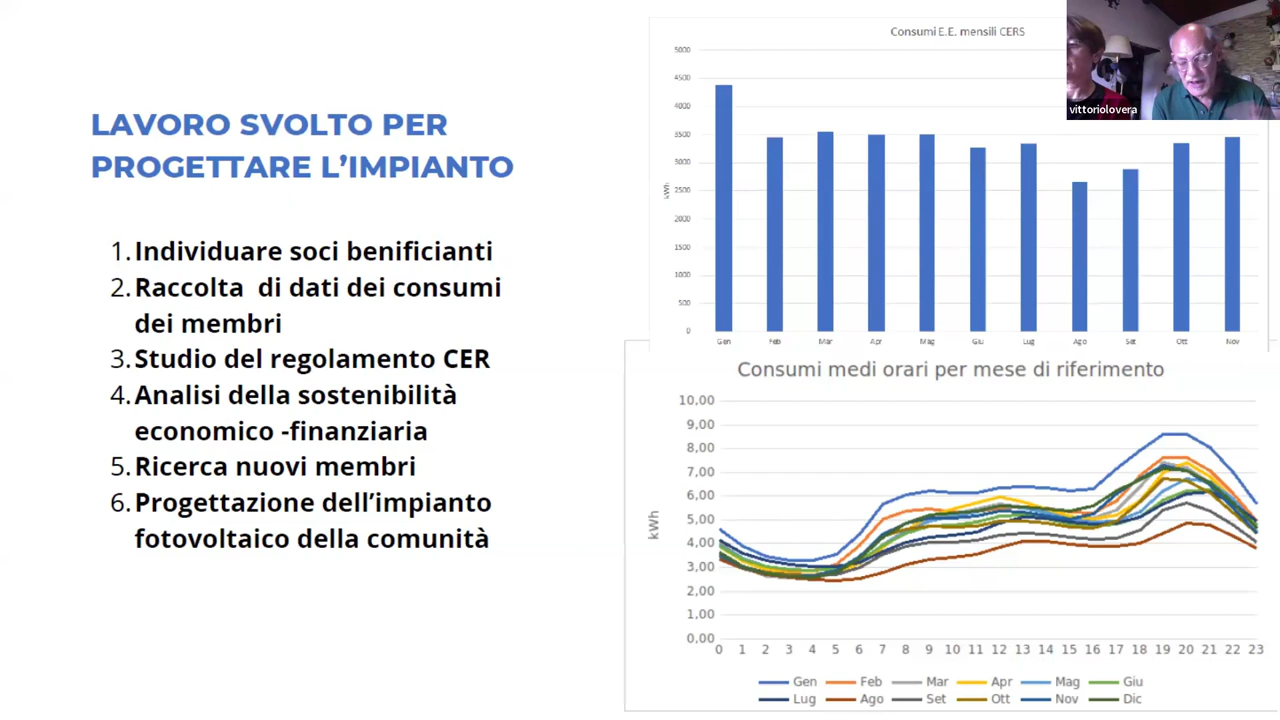 LAVORO SVOLTO PER
PROGETTARE L’IMPIANTO
1. Individuare soci benificianti
2. Raccolta di dati dei consumi
dei membri
3. Studio del regolamento CER
4. Analisi della sostenibilità
economico -finanziaria
5. Ricerca nuovi membri
6. Progettazione dell’impianto
fotovoltaico della comunità
Consumi E.E. mensili CERS
5000
4500
4000
3500
3000
2500
2000
1500
1000
500
0
kWh
Gen Feb Mar Apr Mag Giu Lug Ago Set Ott Nov
vittoriolovera
Consumi medi orari per mese di riferimento
10,00
9,00
8,00
7,00
6,00
5,00
4,00
3,00
2,00
1,00
0,00
kWh
0 1 2 3 4 5 6 7 8 9 10 11 12 13 14 15 16 17 18 19 20 21 22 23
Gen Feb Mar Apr Mag Giu
Lug Ago Set Ott Nov Dic